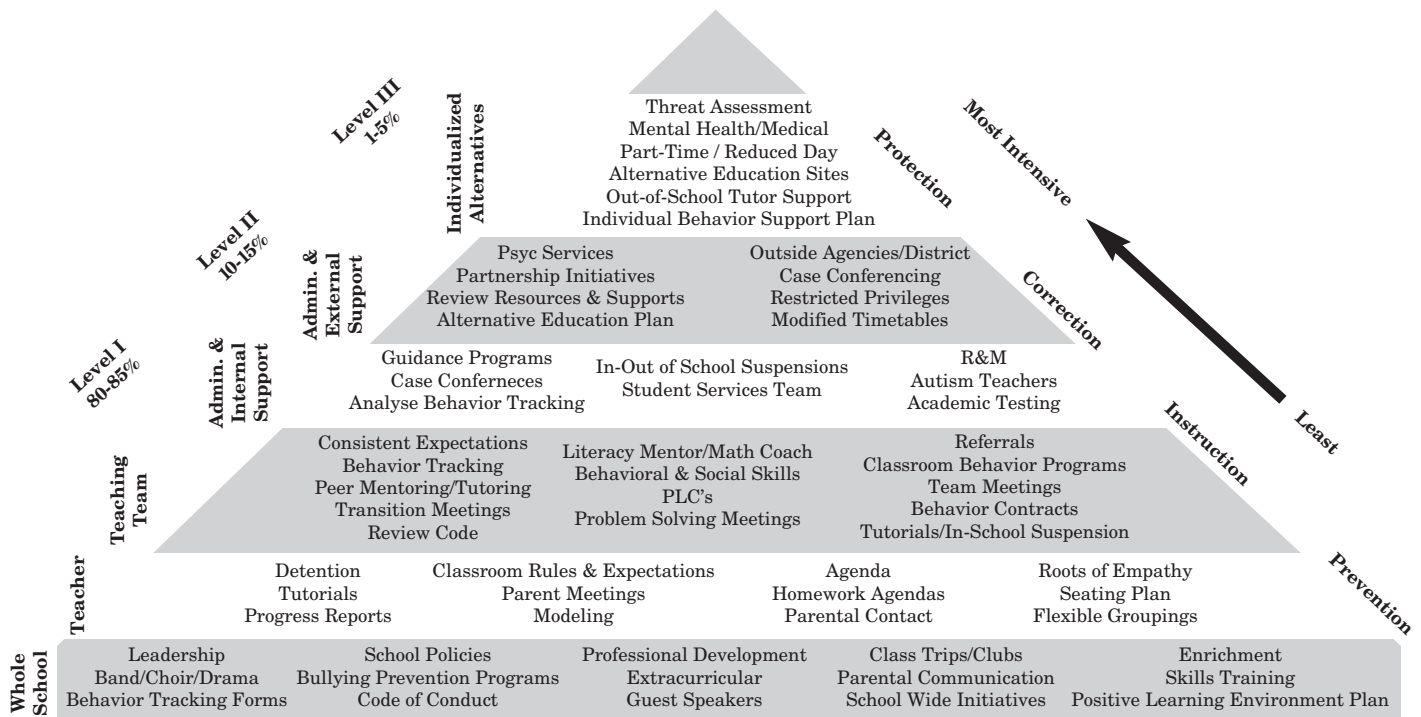 Level III
1-5%
Individualized
Alternatives
Threat Assessment
Mental Health/Medical
Part-Time / Reduced Day
Alternative Education Sites
Out-of-School Tutor Support
Individual Behavior Support Plan
Protection
Most Intensive
Level II
10-15%
Admin. &
External
Support
Psyc Services
Partnership Initiatives
Review Resources & Supports
Alternative Education Plan
Outside Agencies/District
Case Conferencing
Restricted Privileges
Modified Timetables
Correction
Level I
80-85%
Admin. &
Internal
Support
Guidance Programs
Case Conferneces
Analyse Behavior Tracking
In-Out of School Suspensions
Student Services Team
R&M
Autism Teachers
Academic Testing
Instruction
Least
Teaching
Team
Consistent Expectations
Behavior Tracking
Peer Mentoring/Tutoring
Transition Meetings
Review Code
Literacy Mentor/Math Coach
Behavioral & Social Skills
PLC's
Problem Solving Meetings
Referrals
Classroom Behavior Programs
Team Meetings
Behavior Contracts
Tutorials/In-School Suspension
Teacher
Detention
Tutorials
Progress Reports
Classroom Rules & Expectations
Parent Meetings
Modeling
Agenda
Homework Agendas
Parental Contact
Roots of Empathy
Seating Plan
Flexible Groupings
Prevention
Whole
School
Leadership
Band/Choir/Drama
Behavior Tracking Forms
School Policies
Bullying Prevention Programs
Code of Conduct
Professional Development
Extracurricular
Guest Speakers
Class Trips/Clubs
Parental Communication
School Wide Initiatives
Enrichment
Skills Training
Positive Learning Environment Plan